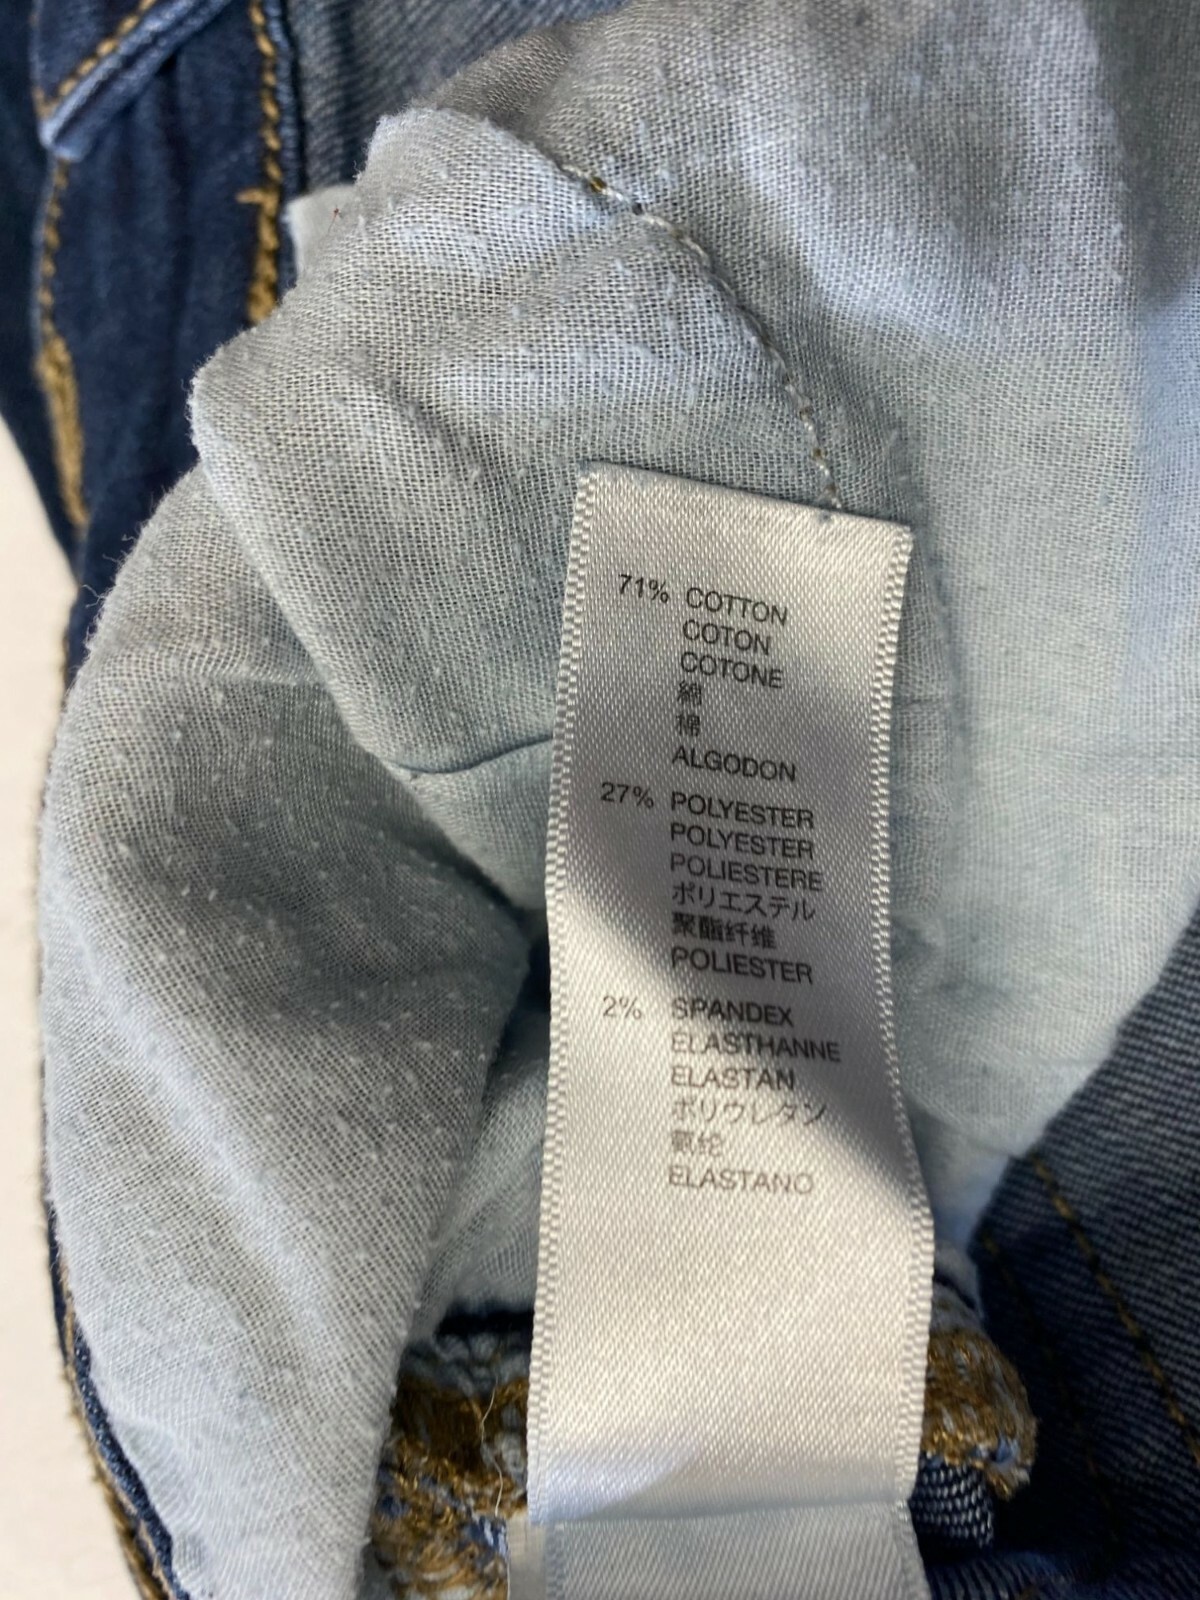 71% COTTON
COTON
COTONE
綿
棉
ALGODON
27% POLYESTER
POLYESTER
POLIESTERE
ポリエステル
聚酯纤维
POLIESTER
2% SPANDEX
ELASTHANNE
ELASTAN
ポリウレタン
氨纶
ELASTANO